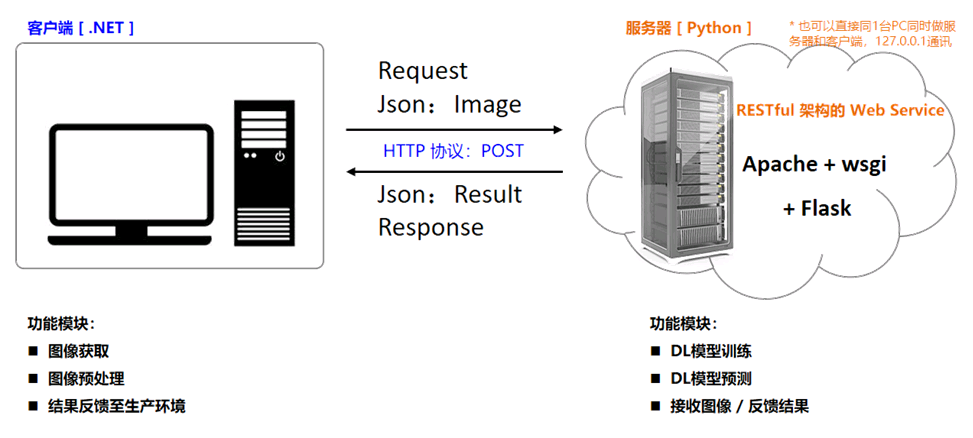 客户端 [ .NET ]
服务器 [ Python ]
* 也可以直接同1台PC同时做服
务器和客户端，127.0.0.1通讯
Request
Json：Image
HTTP 协议：POST
Json：Result
Response
RESTful 架构的 Web Service
Apache + wsgi
+ Flask
功能模块：
■ 图像获取
■ 图像预处理
■ 结果反馈至生产环境
功能模块：
■ DL模型训练
■ DL模型预测
■ 接收图像 / 反馈结果